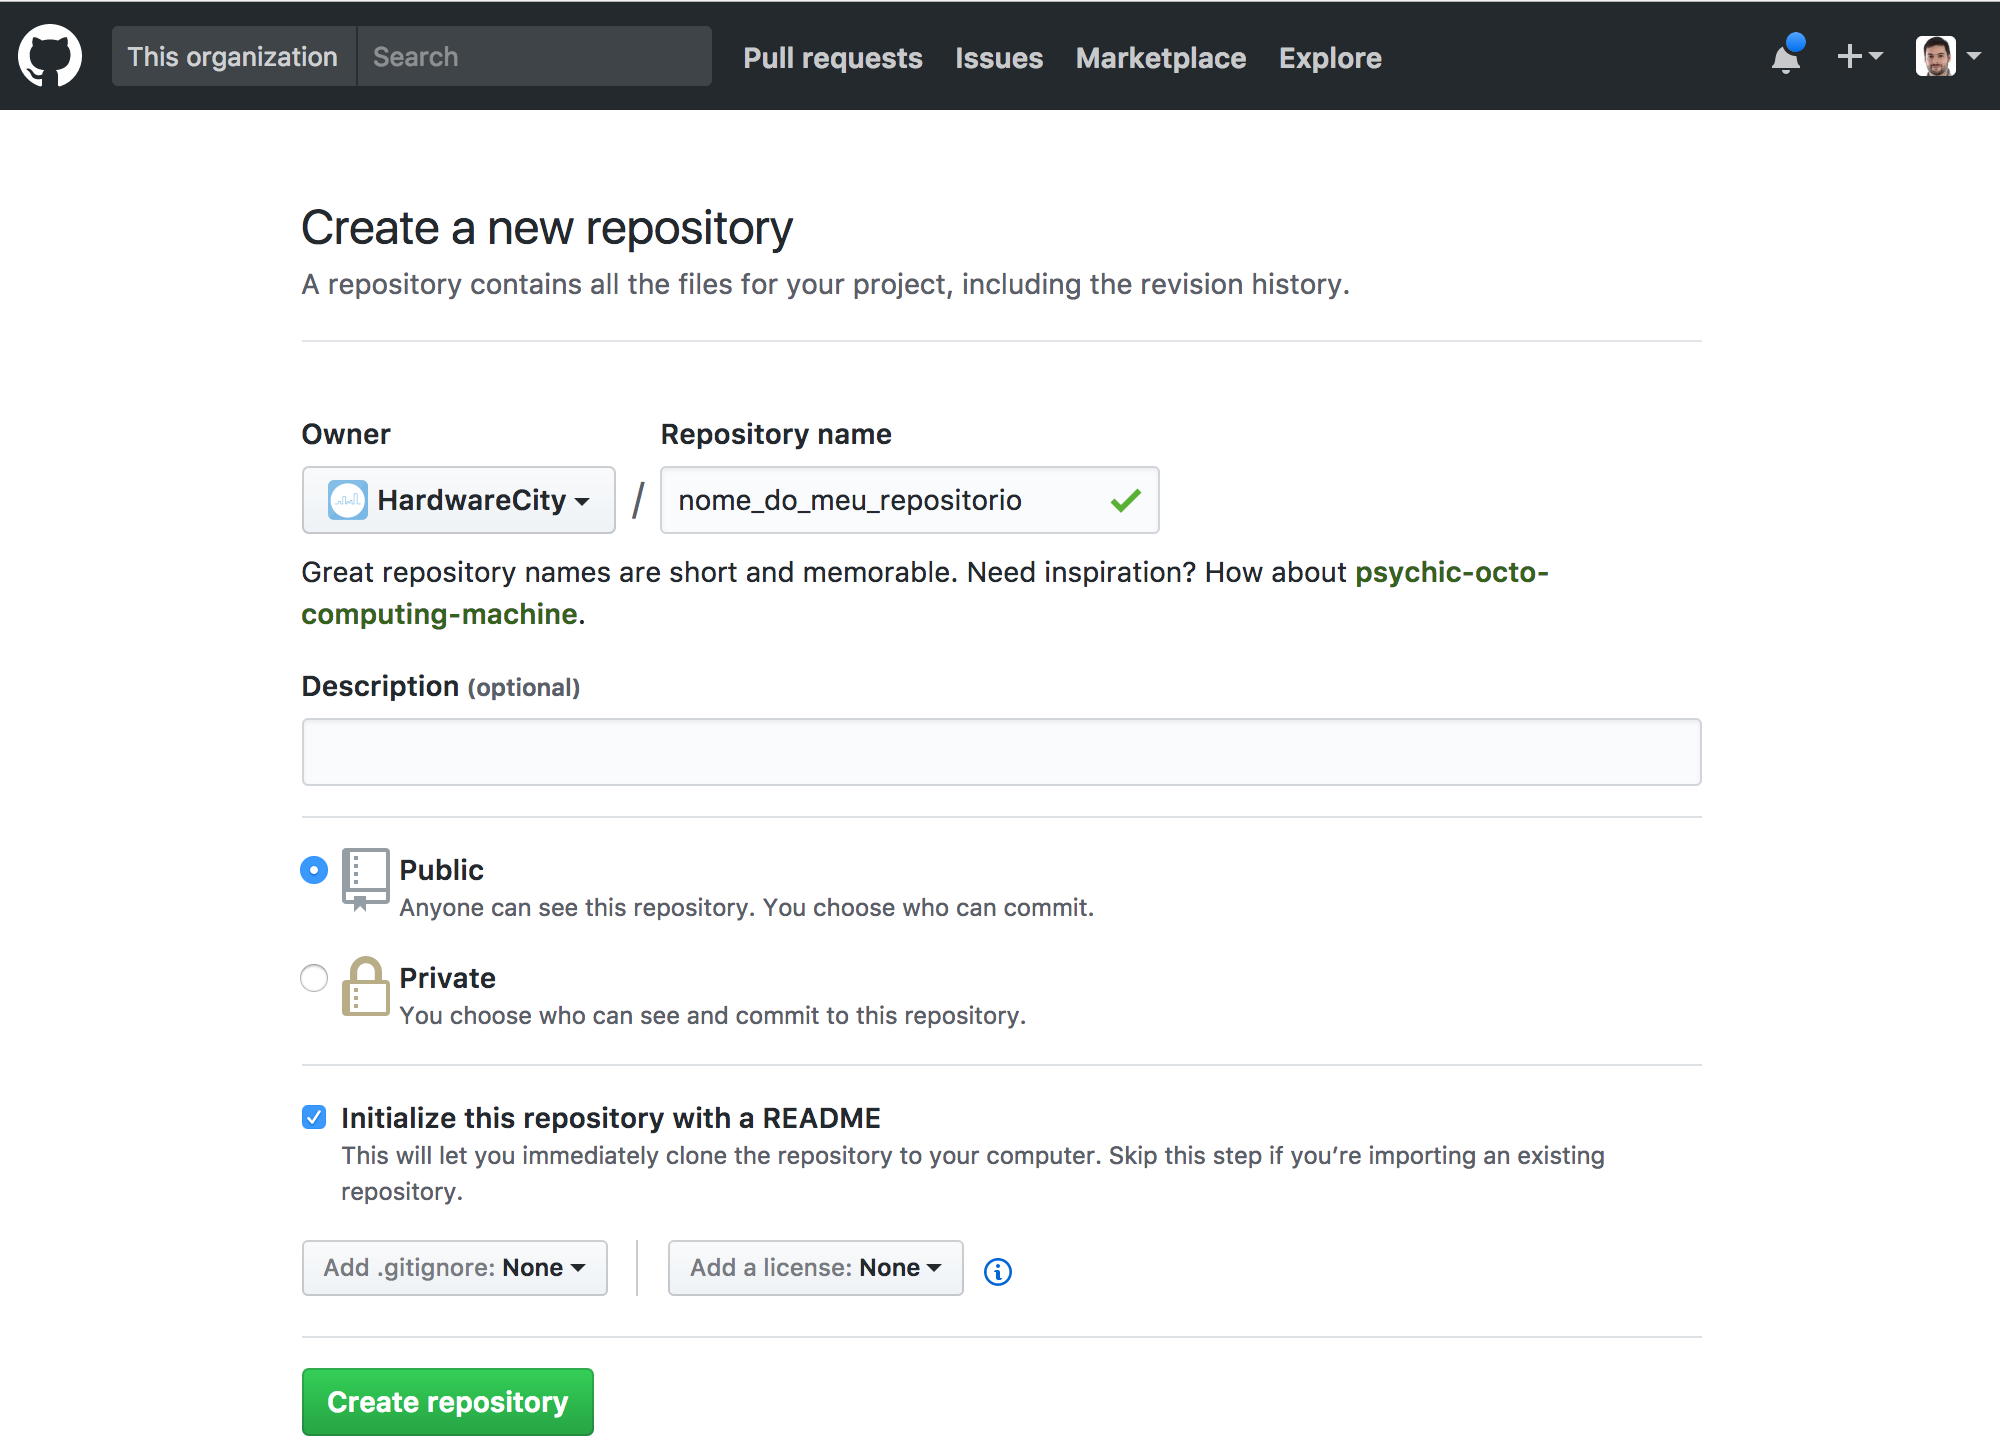 This organization Search Pull requests Issues Marketplace Explore
Create a new repository
A repository contains all the files for your project, including the revision history.
Owner Repository name
HardwareCity / nome_do_meu_repositorio
Great repository names are short and memorable. Need inspiration? How about psychic-octo-
computing-machine.
Description (optional)
Public
Anyone can see this repository. You choose who can commit.
Private
You choose who can see and commit to this repository.
Initialize this repository with a README
This will let you immediately clone the repository to your computer. Skip this step if you’re importing an existing
repository.
Add .gitignore: None Add a license: None
Create repository